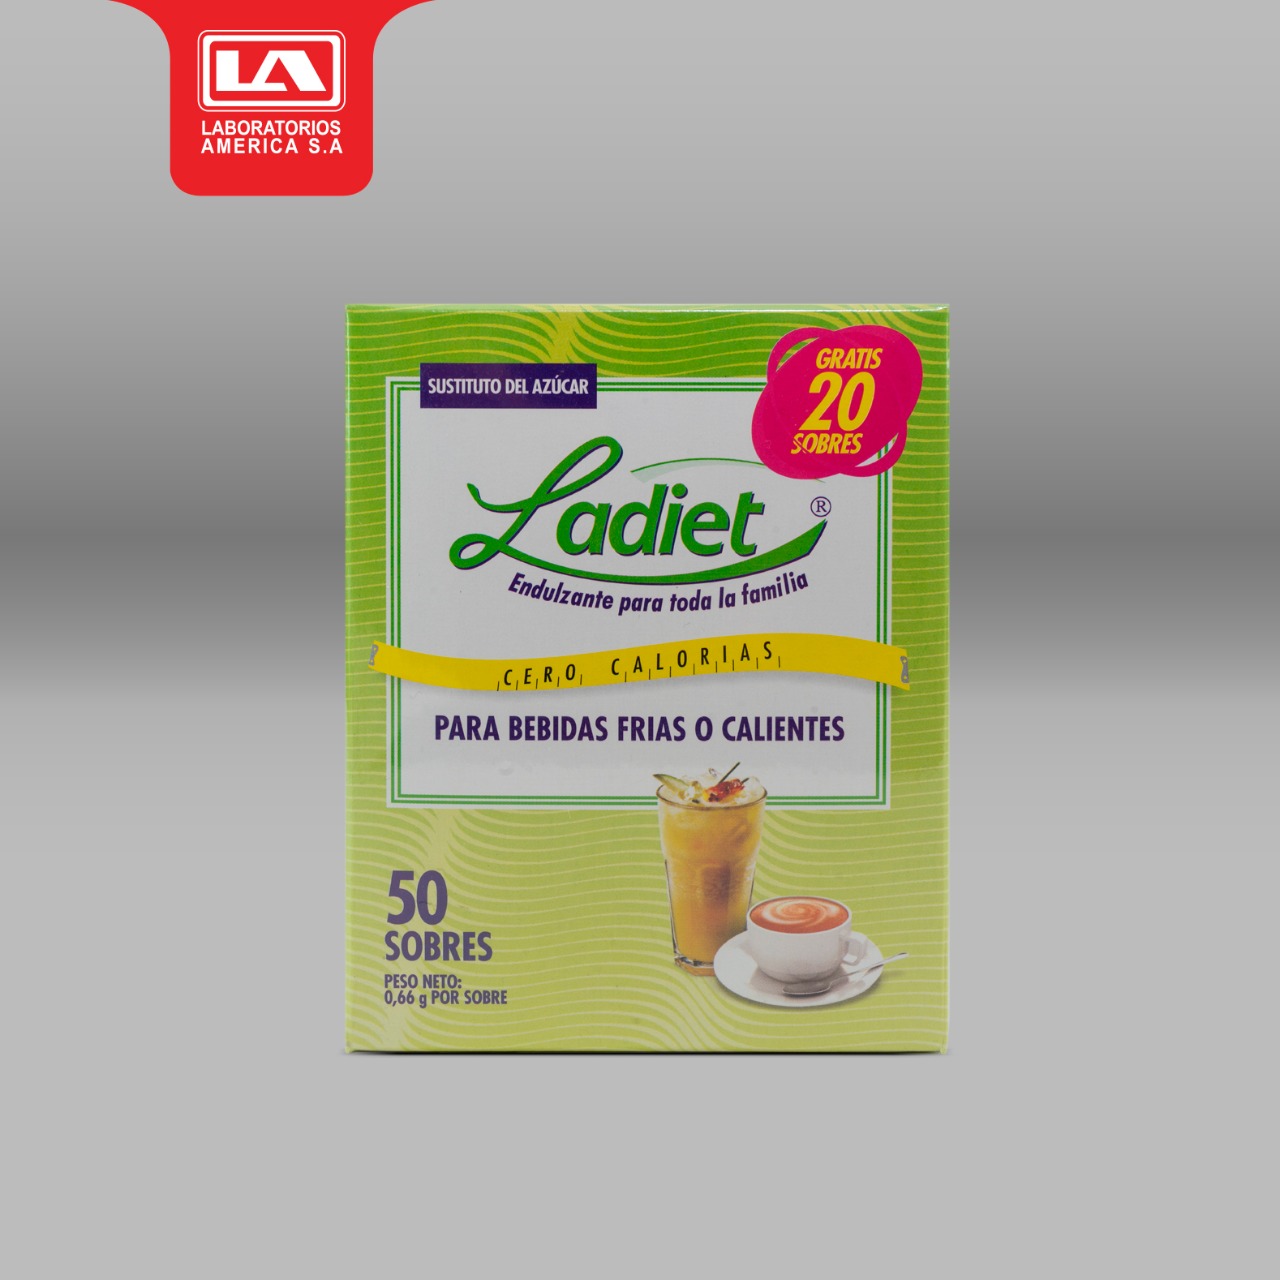 LA
LABORATORIOS
AMERICA S.A
SUSTITUTO DEL AZÚCAR
GRATIS
20
SOBRES
Ladiet ®
Endulzante para toda la familia
CERO CALORIAS
PARA BEBIDAS FRIAS O CALIENTES
50
SOBRES
PESO NETO:
0,66 g POR SOBRE